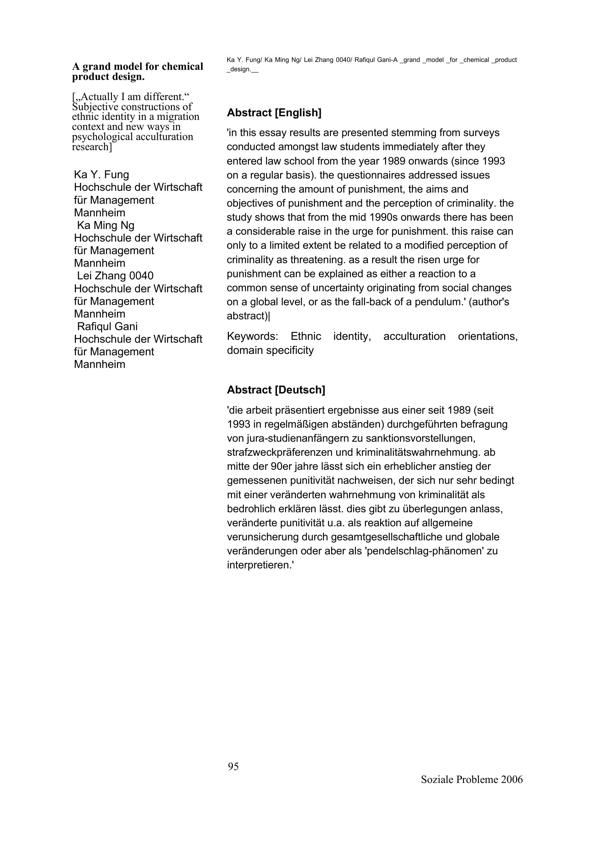 A grand model for chemical
product design.
[„Actually I am different.“
Subjective constructions of
ethnic identity in a migration
context and new ways in
psychological acculturation
research]
Ka Y. Fung
Hochschule der Wirtschaft
für Management
Mannheim
Ka Ming Ng
Hochschule der Wirtschaft
für Management
Mannheim
Lei Zhang 0040
Hochschule der Wirtschaft
für Management
Mannheim
Rafiqul Gani
Hochschule der Wirtschaft
für Management
Mannheim
Ka Y. Fung/ Ka Ming Ng/ Lei Zhang 0040/ Rafiqul Gani-A _grand _model _for _chemical _product
_design.__
Abstract [English]
'in this essay results are presented stemming from surveys
conducted amongst law students immediately after they
entered law school from the year 1989 onwards (since 1993
on a regular basis). the questionnaires addressed issues
concerning the amount of punishment, the aims and
objectives of punishment and the perception of criminality. the
study shows that from the mid 1990s onwards there has been
a considerable raise in the urge for punishment. this raise can
only to a limited extent be related to a modified perception of
criminality as threatening. as a result the risen urge for
punishment can be explained as either a reaction to a
common sense of uncertainty originating from social changes
on a global level, or as the fall-back of a pendulum.' (author's
abstract)|
Keywords: Ethnic identity, acculturation orientations,
domain specificity
Abstract [Deutsch]
'die arbeit präsentiert ergebnisse aus einer seit 1989 (seit
1993 in regelmäßigen abständen) durchgeführten befragung
von jura-studienanfängern zu sanktionsvorstellungen,
strafzweckpräferenzen und kriminalitätswahrnehmung. ab
mitte der 90er jahre lässt sich ein erheblicher anstieg der
gemessenen punitivität nachweisen, der sich nur sehr bedingt
mit einer veränderten wahrnehmung von kriminalität als
bedrohlich erklären lässt. dies gibt zu überlegungen anlass,
veränderte punitivität u.a. als reaktion auf allgemeine
verunsicherung durch gesamtgesellschaftliche und globale
veränderungen oder aber als 'pendelschlag-phänomen' zu
interpretieren.'
95
Soziale Probleme 2006